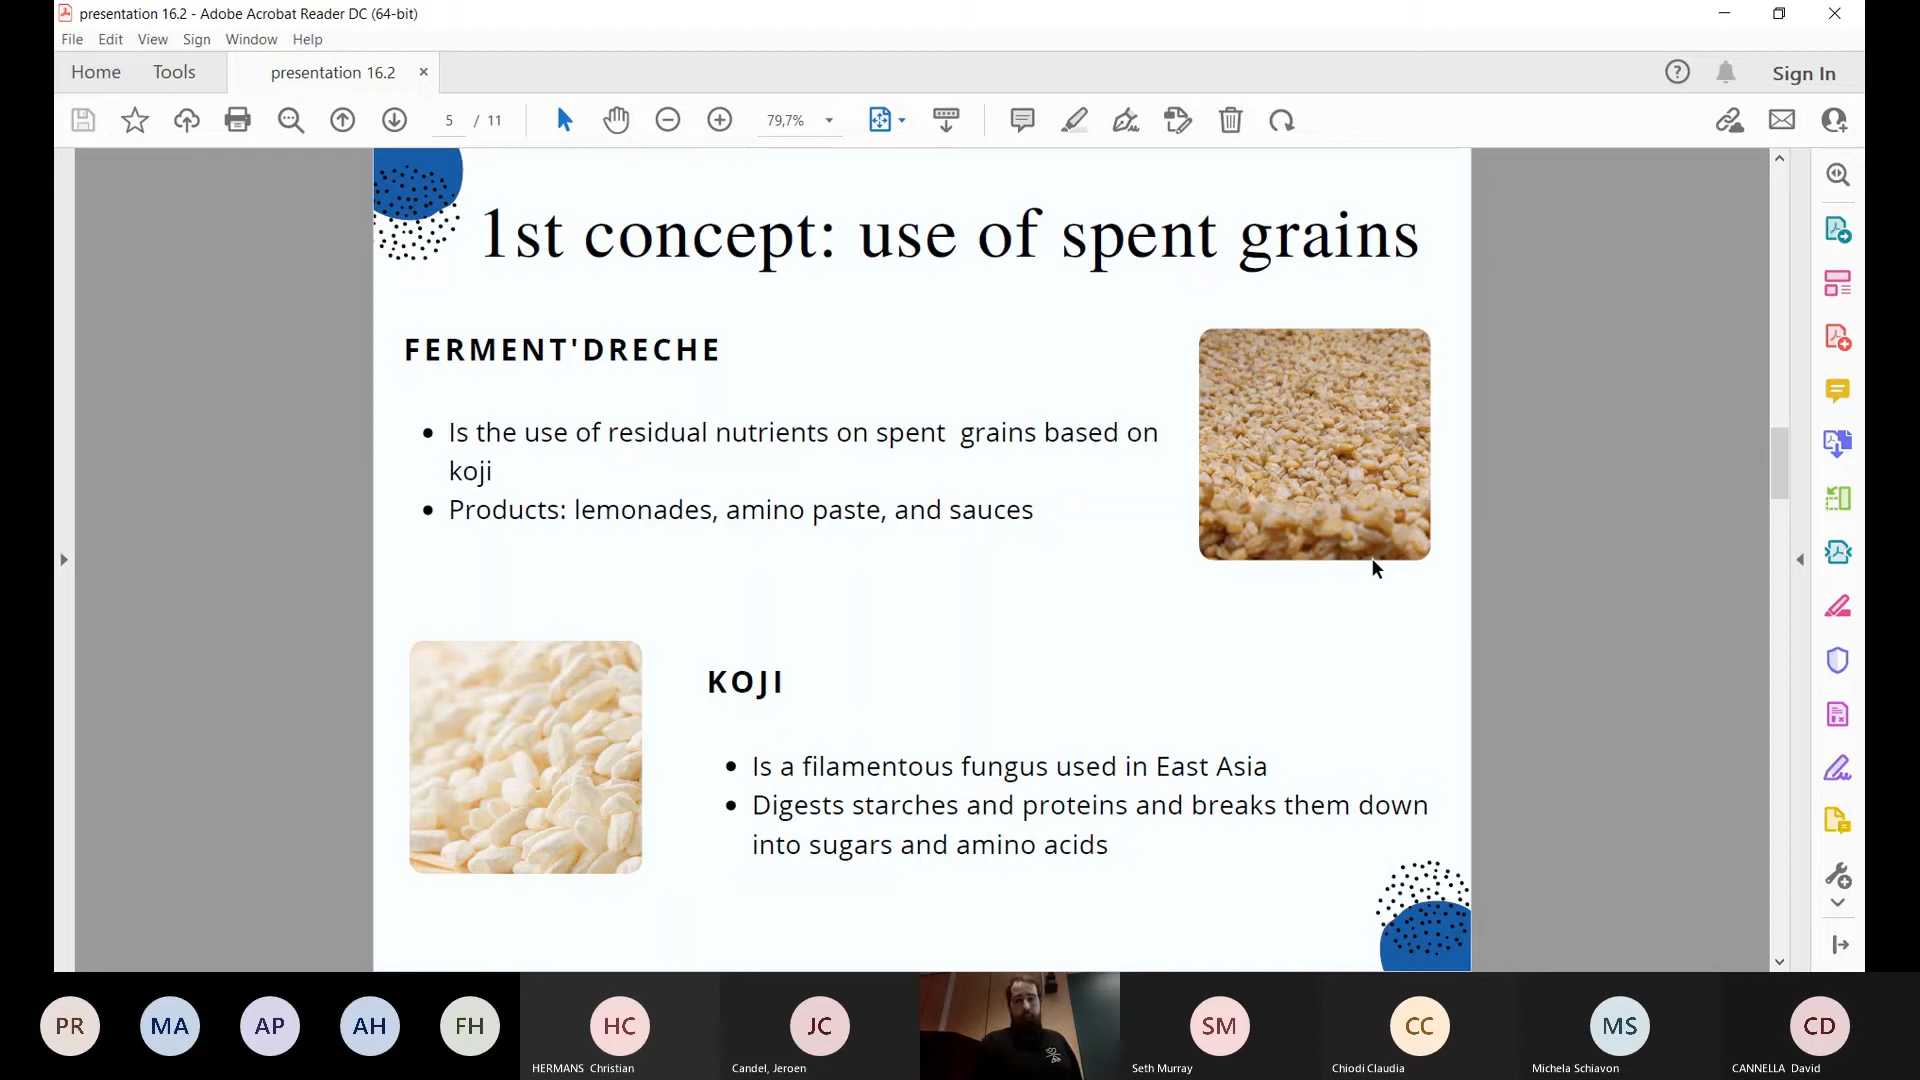 presentation 16.2 - Adobe Acrobat Reader DC (64-bit)
File Edit View Sign Window Help
Home Tools presentation 16.2 Sign In
5 / 11 79,7%
1st concept: use of spent grains
FERMENT'DRECHE
Is the use of residual nutrients on spent grains based on
koji
Products: lemonades, amino paste, and sauces
KOJI
Is a filamentous fungus used in East Asia
Digests starches and proteins and breaks them down
into sugars and amino acids
PR MA AP AH FH HC JC SM CC MS CD
HERMANS Christian Candel, Jeroen Seth Murray Chiodi Claudia Michela Schiavon CANNELLA David